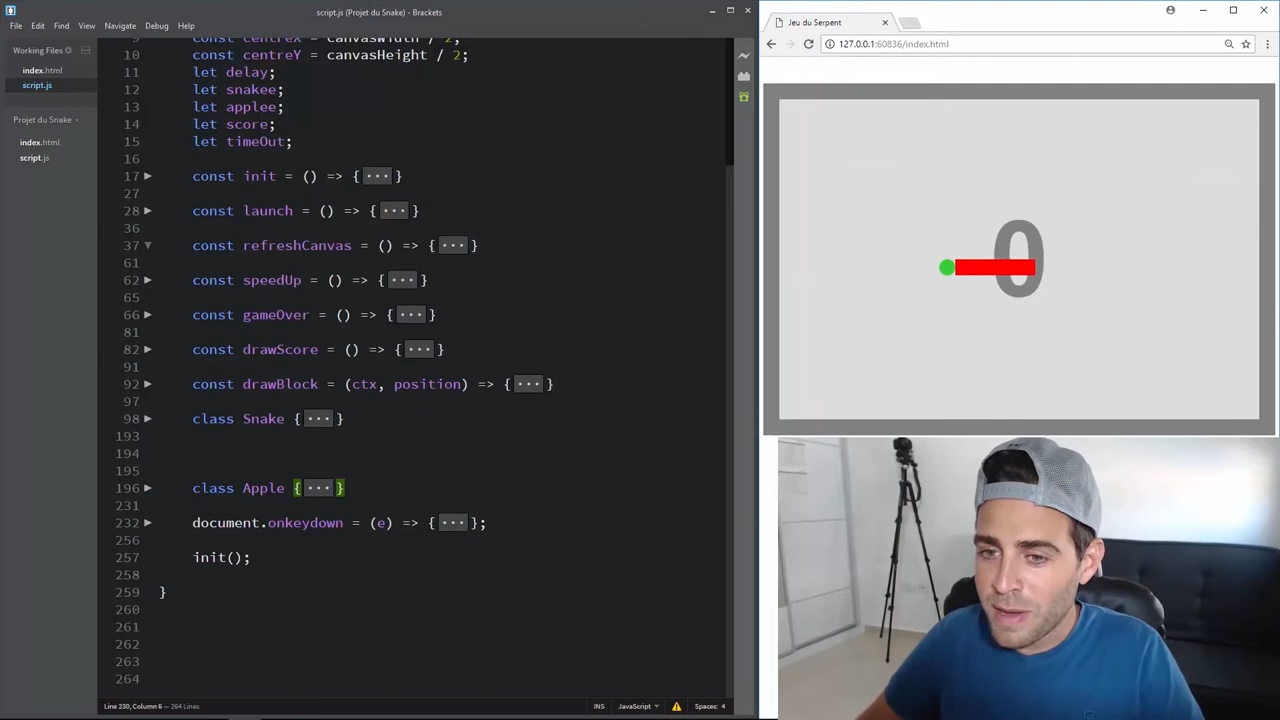 script.js (Projet du Snake) - Brackets
File Edit Find View Navigate Debug Help
Working Files
index.html
script.js
Projet du Snake
index.html
script.js
9 const centreX = canvasWidth / 2;
10 const centreY = canvasHeight / 2;
11 let delay;
12 let snakee;
13 let applee;
14 let score;
15 let timeOut;
16
17 const init = () => {...}
27
28 const launch = () => {...}
36
37 const refreshCanvas = () => {...}
61
62 const speedUp = () => {...}
65
66 const gameOver = () => {...}
81
82 const drawScore = () => {...}
91
92 const drawBlock = (ctx, position) => {...}
97
98 class Snake {...}
193
194
195
196 class Apple {...}
231
232 document.onkeydown = (e) => {...};
256
257 init();
258
259 }
260
261
262
263
264
Line 230, Column 6 — 264 Lines
INS JavaScript Spaces: 4
Jeu du Serpent
127.0.0.1:60836/index.html
0